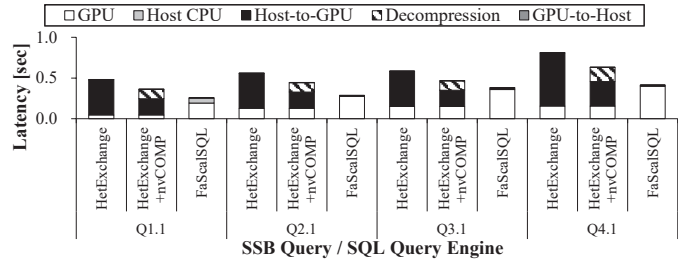 GPU Host CPU Host-to-GPU Decompression GPU-to-Host
Latency [sec]
1.0
0.5
0.0
HetExchange
HetExchange
+nvCOMP
FaScalSQL
HetExchange
HetExchange
+nvCOMP
FaScalSQL
HetExchange
HetExchange
+nvCOMP
FaScalSQL
HetExchange
HetExchange
+nvCOMP
FaScalSQL
Q1.1 Q2.1 Q3.1 Q4.1
SSB Query / SQL Query Engine